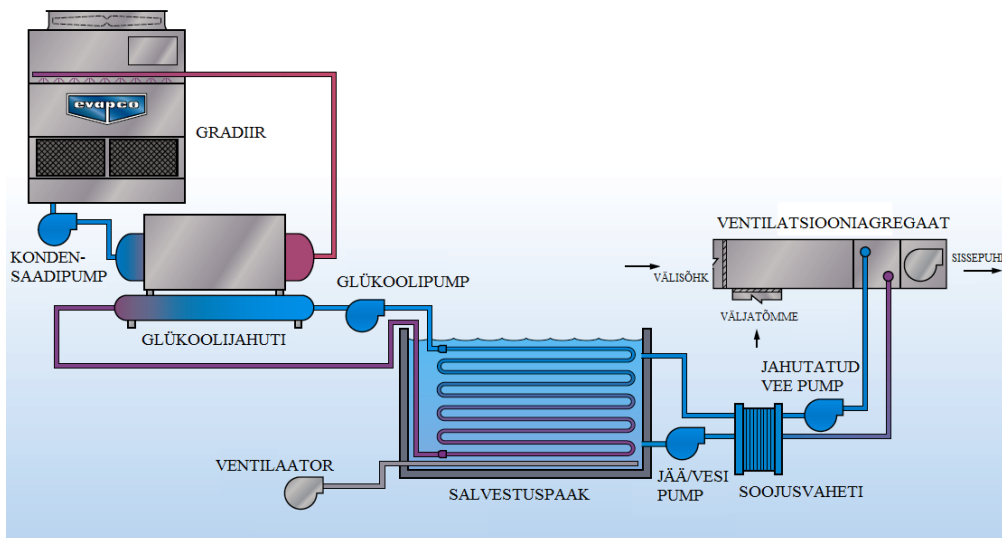 evapco
GRADIIR
KONDEN-
SAADIPUMP
GLÜKOOLIPUMP
GLÜKOOLIJAHUTI
VENTILATSIOONIAGREGAAT
VÄLISÕHK
SISSEPUHE
VÄLJATÕMME
JAHUTATUD
VEE PUMP
VENTILAATOR
SALVESTUSPAAK
JÄÄ/VESI
PUMP
SOOJUSVAHETI